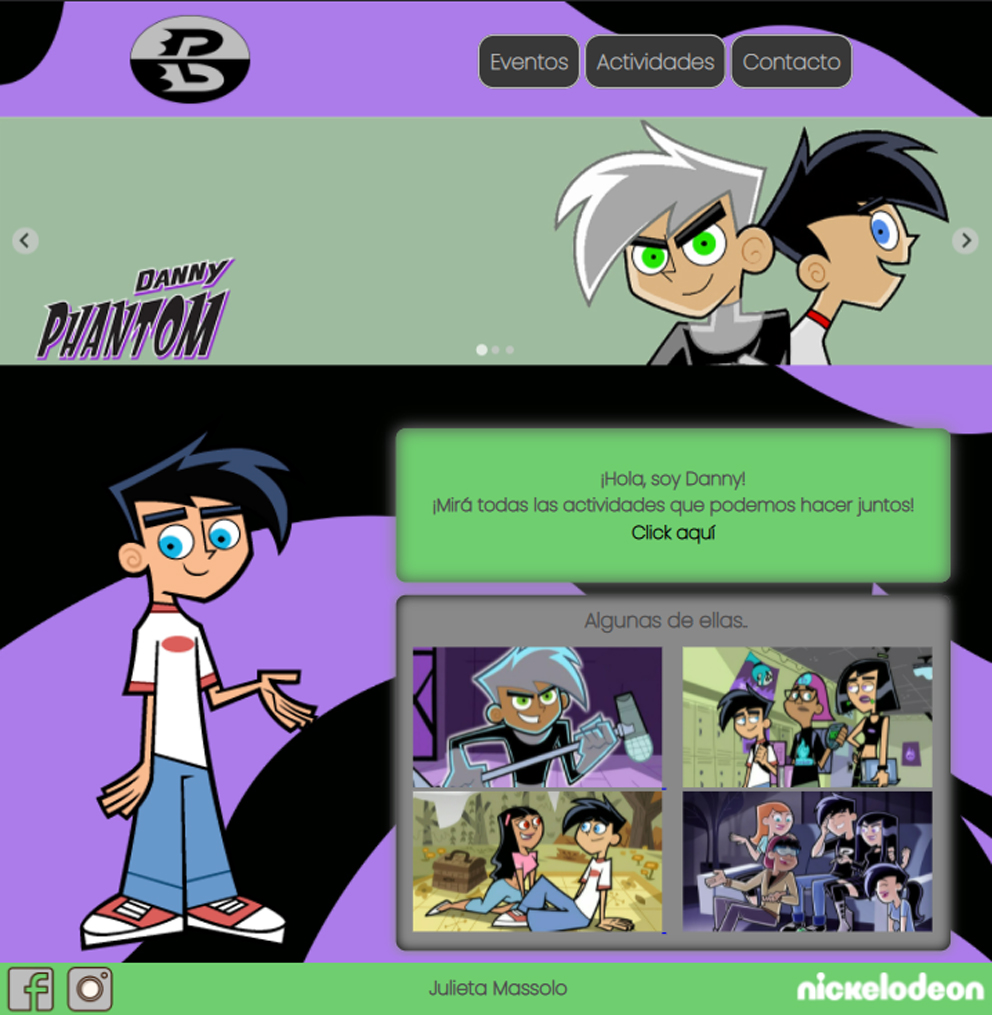 Eventos
Actividades
Contacto
DANNY
PHANTOM
¡Hola, soy Danny!
¡Mirá todas las actividades que podemos hacer juntos!
Click aquí
Algunas de ellas..
Julieta Massolo
nickelodeon